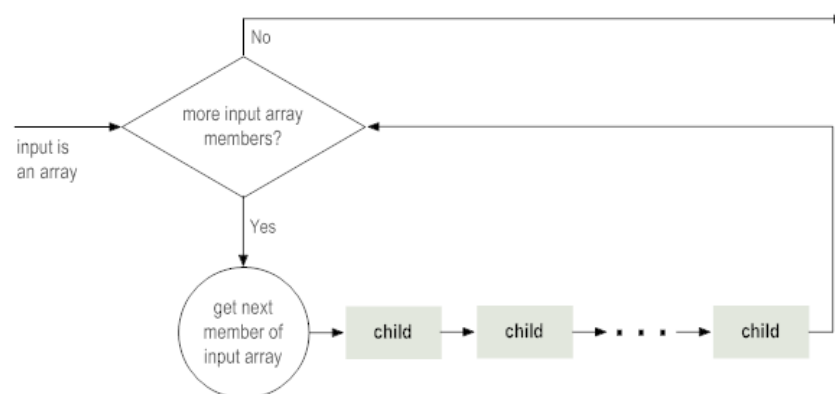 No
more input array
members?
input is
an array
Yes
get next
member of
input array
child
child
. . .
child